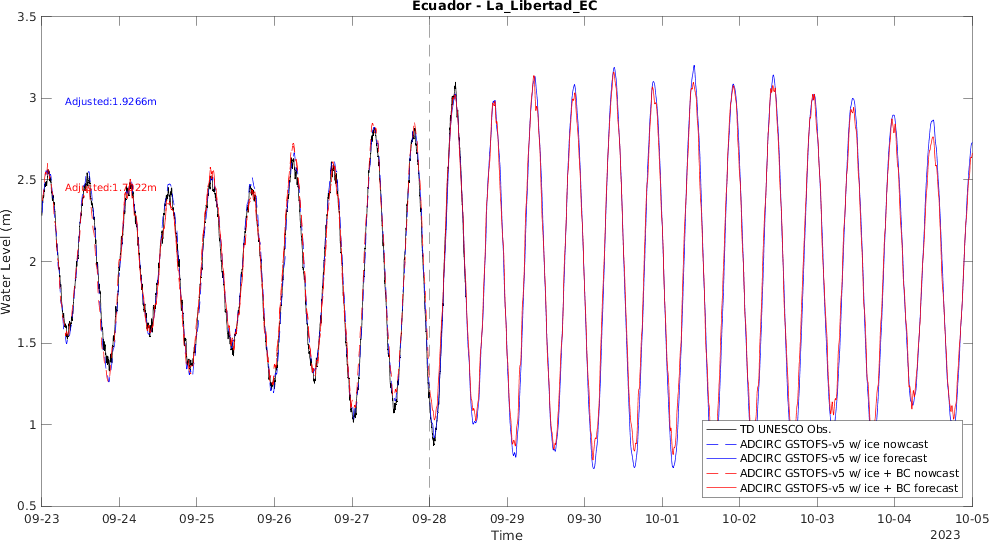 Ecuador - La_Libertad_EC
3.5
3
2.5
2
1.5
1
0.5
Water Level (m)
Adjusted:1.9266m
TD UNESCO Obs.
ADCIRC GSTOFS-v5 w/ ice nowcast
ADCIRC GSTOFS-v5 w/ ice forecast
ADCIRC GSTOFS-v5 w/ ice + BC nowcast
ADCIRC GSTOFS-v5 w/ ice + BC forecast
09-23 09-24 09-25 09-26 09-27 09-28 09-29 09-30 10-01 10-02 10-03 10-04 10-05
Time
2023